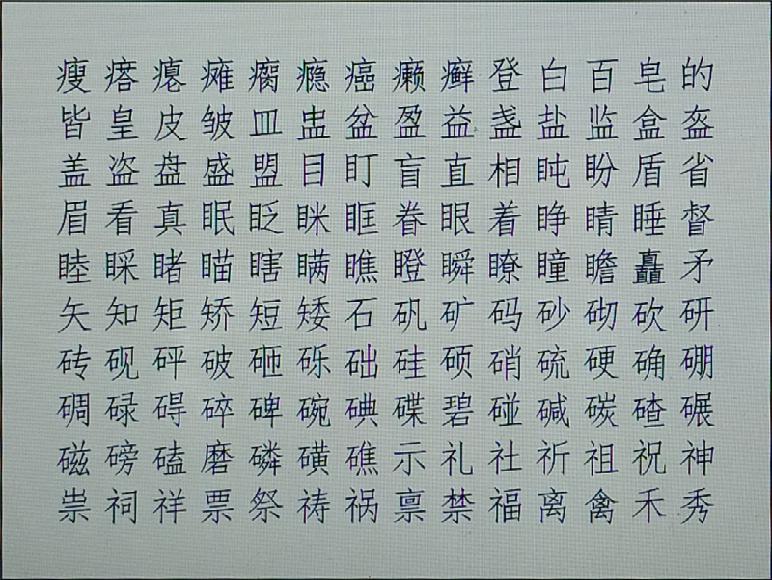 瘦瘩瘪瘫瘸瘾癌癞癣登白百皂的
皆皇皮皱皿盅盆盈益盏盐监盒盔
盖盗盘盛盟目盯盲直相盹盼盾省
眉看真眠眨眯眶眷眼着睁睛睡督
睦睬睹瞄瞎瞒瞧瞪瞬瞭瞳瞻矗矛
矢知矩矫短矮石矾矿码砂砌砍研
砖砚砰破砸砾础硅硕硝硫硬确硼
碉碌碍碎碑碗碘碟碧碰碱碳碴碾
磁磅磕磨磷磺礁示礼社祈祖祝神
祟祠祥票祭祷祸禀禁福离禽禾秀